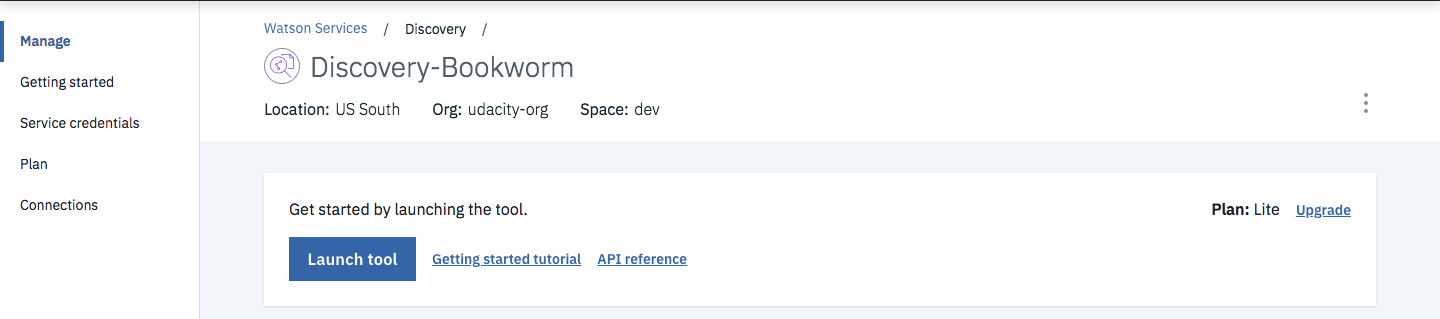 Manage
Getting started
Service credentials
Plan
Connections
Watson Services / Discovery /
Discovery-Bookworm
Location: US South Org: udacity-org Space: dev
Get started by launching the tool.
Plan: Lite Upgrade
Launch tool Getting started tutorial API reference